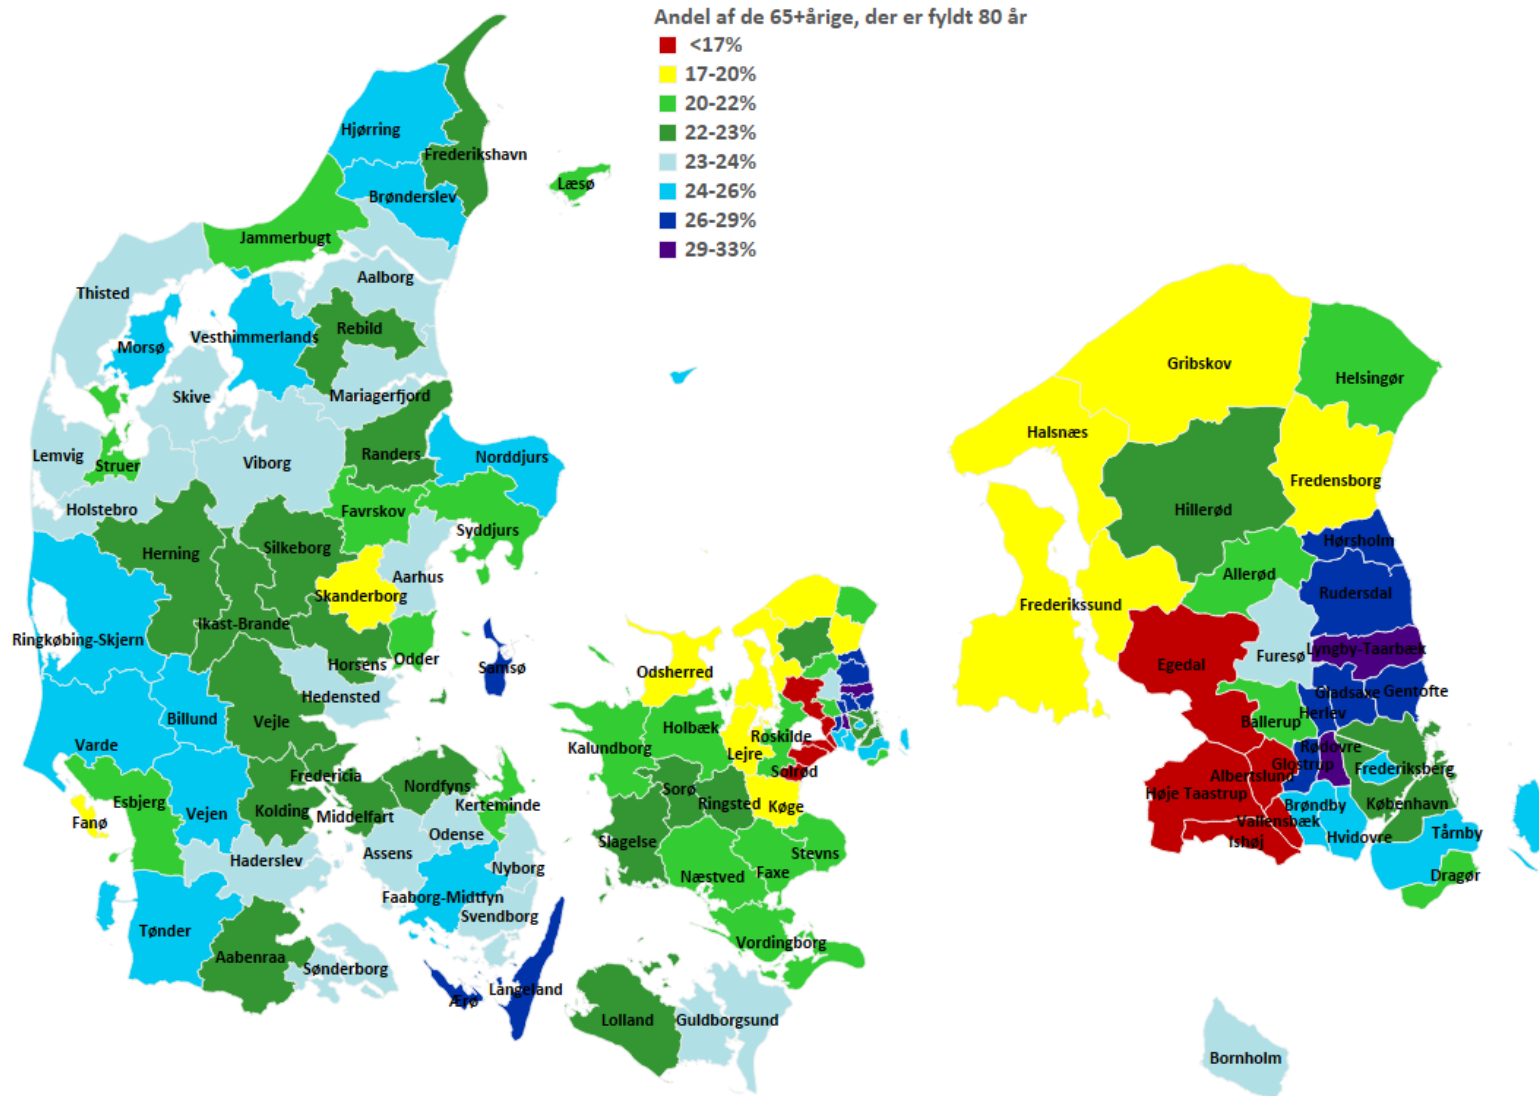 Andel af de 65+årige, der er fyldt 80 år
<17%
17-20%
20-22%
22-23%
23-24%
24-26%
26-29%
29-33%
Hjørring
Frederikshavn
Læsø
Brønderslev
Jammerbugt
Aalborg
Thisted
Rebild
Vesthimmerlands
Morsø
Skive
Mariagerfjord
Lemvig
Struer
Viborg
Randers
Norddjurs
Holstebro
Favrskov
Syddjurs
Herning
Silkeborg
Aarhus
Skanderborg
Ikast-Brande
Ringkøbing-Skjern
Horsens
Odder
Samsø
Hedensted
Billund
Vejle
Varde
Fredericia
Esbjerg
Vejen
Kolding
Middelfart
Nordfyns
Kerteminde
Fanø
Odense
Assens
Haderslev
Nyborg
Faaborg-Midtfyn
Svendborg
Tønder
Aabenraa
Sønderborg
Ærø
Langeland
Odsherred
Holbæk
Kalundborg
Roskilde
Lejre
Solrød
Sorø
Ringsted
Køge
Slagelse
Stevns
Næstved
Faxe
Vordingborg
Lolland
Guldborgsund
Gribskov
Helsingør
Halsnæs
Fredensborg
Hillerød
Hørsholm
Allerød
Rudersdal
Frederikssund
Egedal
Furesø
Lyngby-Taarbæk
Gladsaxe
Gentofte
Herlev
Ballerup
Rødovre
Glostrup
Frederiksberg
Albertslund
Høje Taastrup
Brøndby
København
Vallensbæk
Ishøj
Hvidovre
Tårnby
Dragør
Bornholm